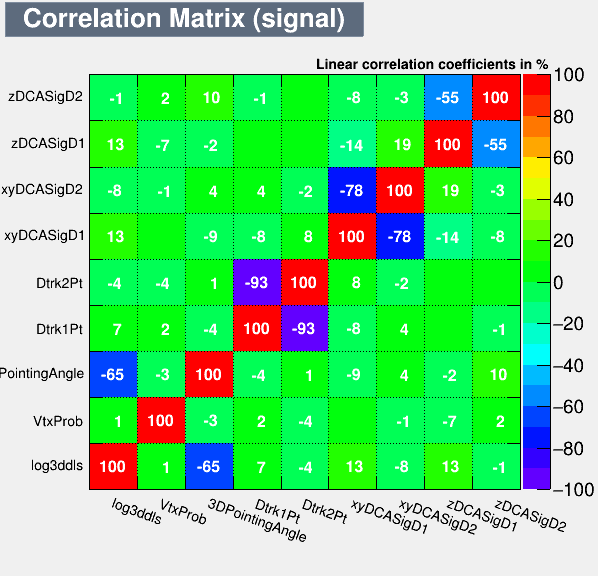 Correlation Matrix (signal)
Linear correlation coefficients in %
zDCASigD2 -1 2 10 -1 -8 -3 -55 100
zDCASigD1 13 -7 -2 -14 19 100 -55
xyDCASigD2 -8 -1 4 4 -2 -78 100 19 -3
xyDCASigD1 13 -9 -8 8 100 -78 -14 -8
Dtrk2Pt -4 -4 1 -93 100 8 -2
Dtrk1Pt 7 2 -4 100 -93 -8 4 -1
PointingAngle -65 -3 100 -4 1 -9 4 -2 10
VtxProb 1 100 -3 2 -4 -1 -7 2
log3ddls 100 1 -65 7 -4 13 -8 13 -1
log3ddls VtxProb 3DPointingAngle Dtrk1Pt Dtrk2Pt xyDCASigD1 xyDCASigD2 zDCASigD1 zDCASigD2
100
80
60
40
20
0
−20
−40
−60
−80
−100